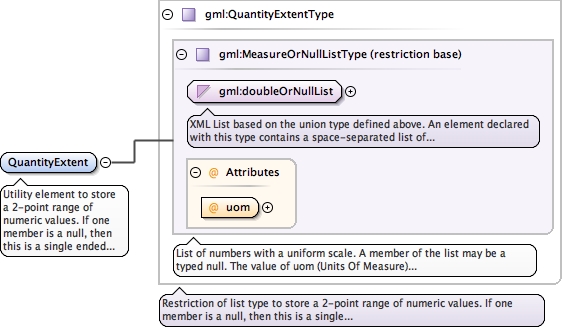 gml:QuantityExtentType
gml:MeasureOrNullListType (restriction base)
gml:doubleOrNullList
XML List based on the union type defined above. An element declared
with this type contains a space-separated list of...
QuantityExtent
Utility element to store
a 2-point range of
numeric values. If one
member is a null, then
this is a single ended...
@ Attributes
@ uom
List of numbers with a uniform scale. A member of the list may be a
typed null. The value of uom (Units Of Measure)...
Restriction of list type to store a 2-point range of numeric values. If one
member is a null, then this is a single...